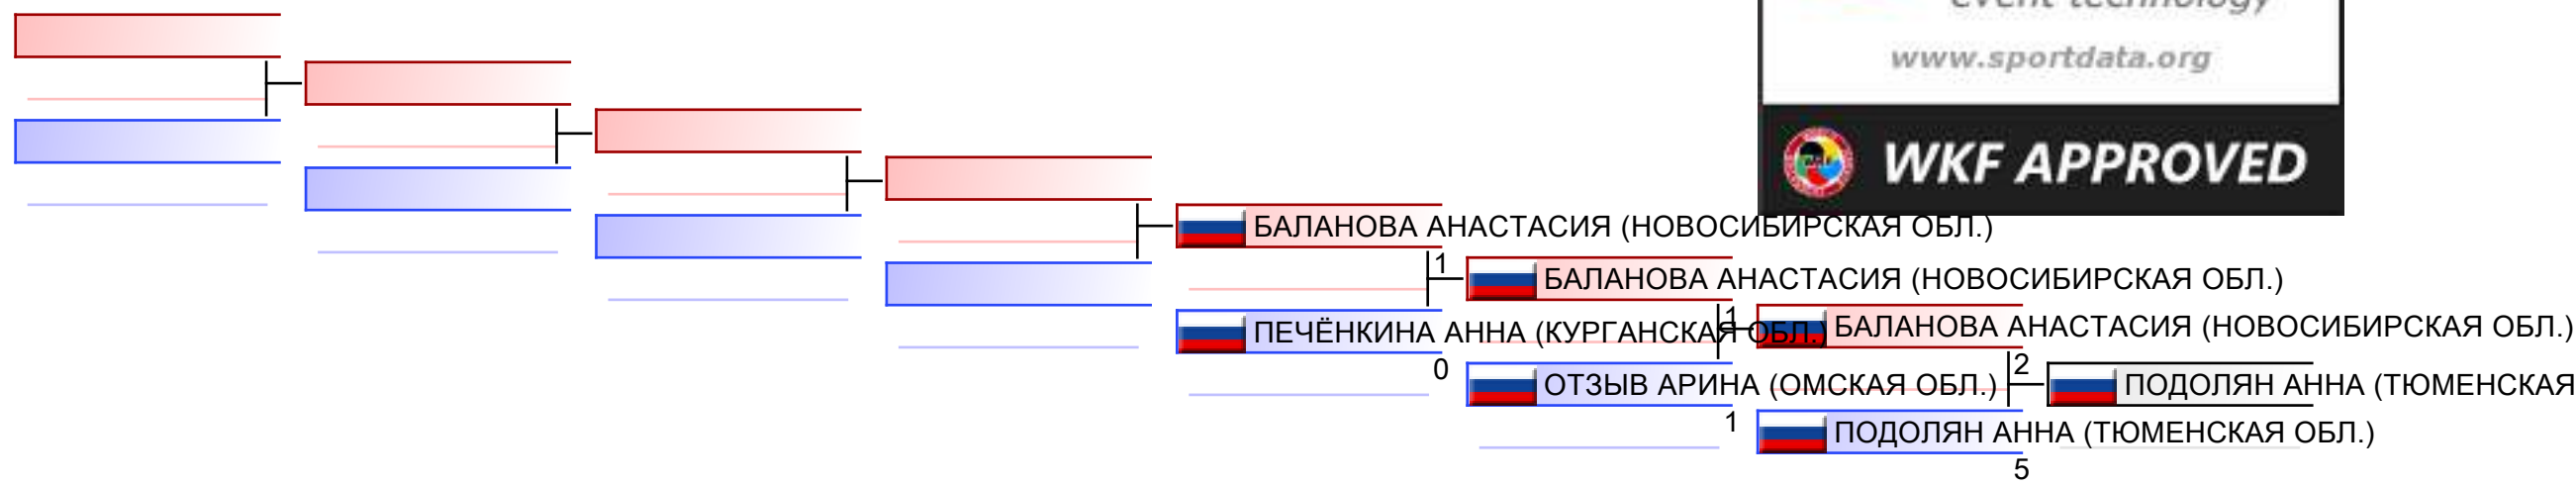 event technology
www.sportdata.org
WKF APPROVED
БАЛАНОВА АНАСТАСИЯ (НОВОСИБИРСКАЯ ОБЛ.)
1
БАЛАНОВА АНАСТАСИЯ (НОВОСИБИРСКАЯ ОБЛ.)
ПЕЧЁНКИНА АННА (КУРГАНСКАЯ ОБЛ.)
1
БАЛАНОВА АНАСТАСИЯ (НОВОСИБИРСКАЯ ОБЛ.)
0
ОТЗЫВ АРИНА (ОМСКАЯ ОБЛ.)
2
ПОДОЛЯН АННА (ТЮМЕНСКАЯ
1
ПОДОЛЯН АННА (ТЮМЕНСКАЯ ОБЛ.)
5